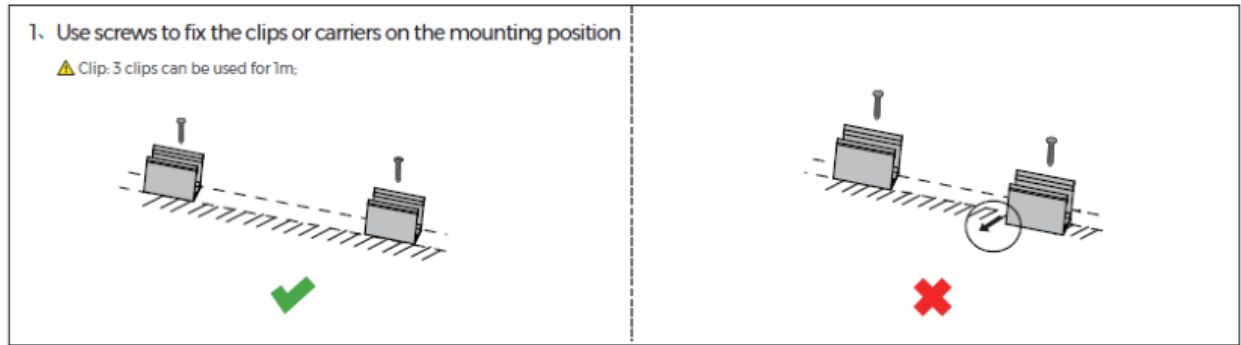 1、Use screws to fix the clips or carriers on the mounting position
Clip: 3 clips can be used for 1m;